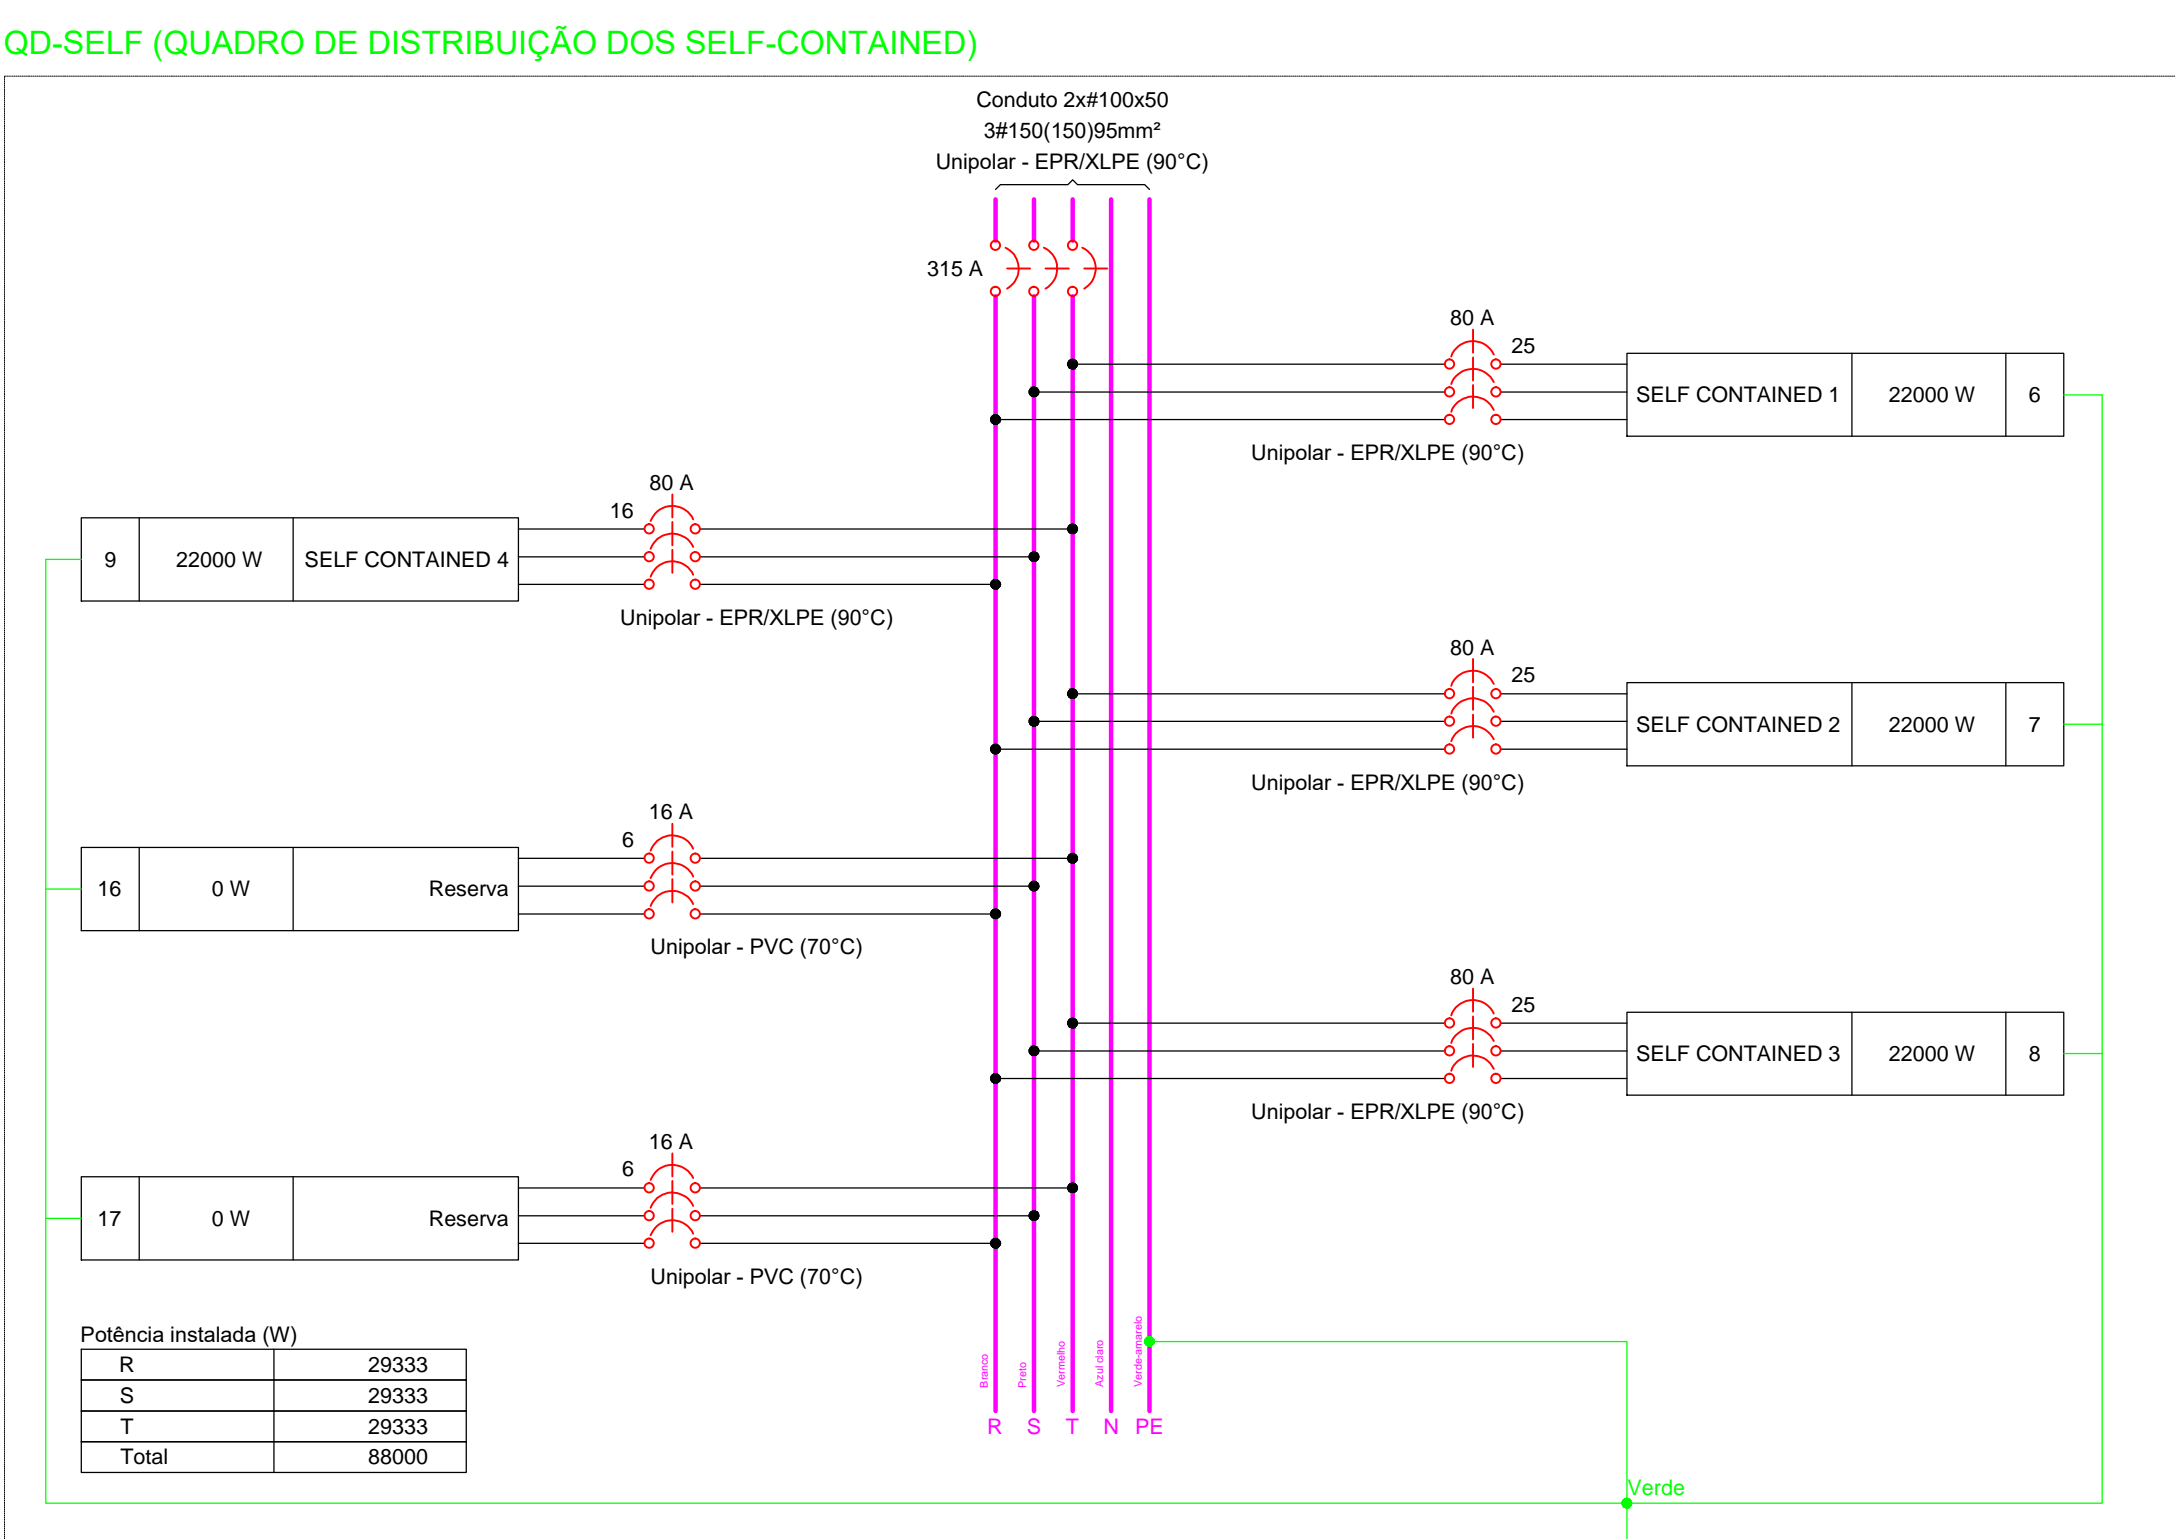 QD-SELF (QUADRO DE DISTRIBUIÇÃO DOS SELF-CONTAINED)
Conduto 2x#100x50
3#150(150)95mm²
Unipolar - EPR/XLPE (90°C)
315 A
80 A
25
SELF CONTAINED 1 22000 W 6
Unipolar - EPR/XLPE (90°C)
80 A
16
9 22000 W SELF CONTAINED 4
Unipolar - EPR/XLPE (90°C)
80 A
25
SELF CONTAINED 2 22000 W 7
Unipolar - EPR/XLPE (90°C)
16 A
6
16 0 W Reserva
Unipolar - PVC (70°C)
80 A
25
SELF CONTAINED 3 22000 W 8
Unipolar - EPR/XLPE (90°C)
16 A
6
17 0 W Reserva
Unipolar - PVC (70°C)
Potência instalada (W)
R 29333
S 29333
T 29333
Total 88000
Branco
Preto
Vermelho
Azul claro
Verde-amarelo
R S T N PE
Verde